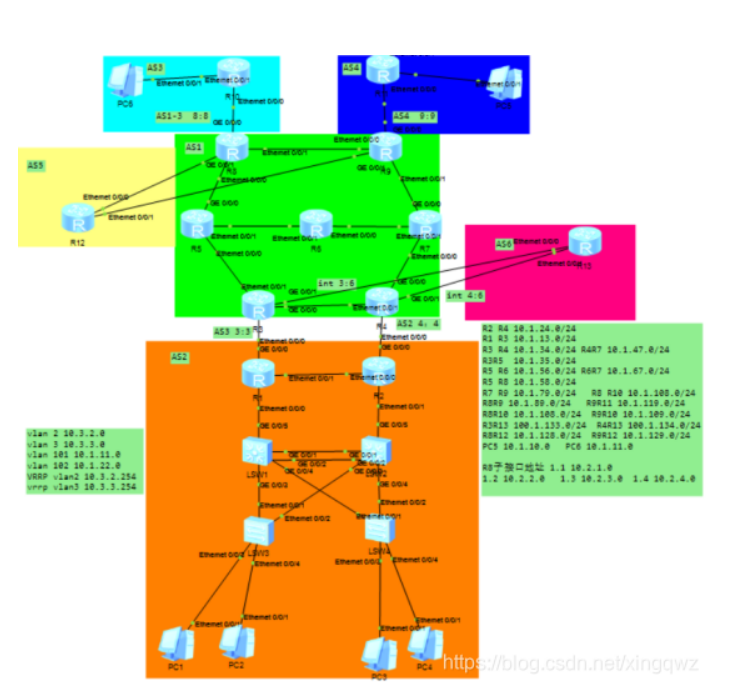 AS3
Ethernet 0/0/1
Ethernet 0/0/1
PC6
R10
Ethernet 0/0/0
AS1-3 8:8
GE 0/0/0
AS4
Ethernet 0/0/0
Ethernet 0/0/1
AS4 9:9
GE 0/0/0
AS1
Ethernet 0/0/0
Ethernet 0/0/1
R9
Ethernet 0/0/0
Ethernet 0/0/1
GE 0/0/0
GE 0/0/0
AS5
Ethernet 0/0/0
Ethernet 0/0/1
R12
R5
R6
R7
Ethernet 0/0/1
Ethernet 0/0/1
Ethernet 0/0/0
Ethernet 0/0/1
Ethernet 0/0/0
Ethernet 0/0/0
AS6
Ethernet 0/0/0
Ethernet 0/0/1
R13
int 3:6
int 4:6
Ethernet 0/0/1
GE 0/0/1
GE 0/0/1
Ethernet 0/0/1
AS3 3:3
R4
AS2 4: 4
Ethernet 0/0/0
GE 0/0/0
Ethernet 0/0/0
GE 0/0/0
AS2
R1
Ethernet 0/0/1
GE 0/0/1
R2
Ethernet 0/0/0
Ethernet 0/0/0
GE 0/0/5
GE 0/0/5
GE 0/0/1
GE 0/0/2
GE 0/0/4
LSW1
GE 0/0/3
GE 0/0/4
Ethernet 0/0/1
Ethernet 0/0/2
Ethernet 0/0/1
Ethernet 0/0/2
LSW3
LSW4
Ethernet 0/0/4
Ethernet 0/0/3
Ethernet 0/0/4
Ethernet 0/0/1
Ethernet 0/0/1
Ethernet 0/0/1
Ethernet 0/0/1
PC1
PC2
PC3
PC4
vlan 2 10.3.2.0
vlan 3 10.3.3.0
vlan 101 10.1.11.0
vlan 102 10.1.22.0
VRRP vlan2 10.3.2.254
vrrp vlan3 10.3.3.254
R2 R4 10.1.24.0/24
R1 R3 10.1.13.0/24
R3 R4 10.1.34.0/24 R4R7 10.1.47.0/24
R3R5 10.1.35.0/24
R5 R6 10.1.56.0/24 R6R7 10.1.67.0/24
R5 R8 10.1.58.0/24
R7 R9 10.1.79.0/24 R8 R10 10.1.108.0/24
R8R9 10.1.89.0/24 R9R11 10.1.119.0/24
R8R10 10.1.108.0/24 R9R10 10.1.109.0/24
R3R13 100.1.133.0/24 R4R13 100.1.134.0/24
R8R12 10.1.128.0/24 R9R12 10.1.129.0/24
PC5 10.1.10.0 PC6 10.1.11.0
R8子接口地址 1.1 10.2.1.0
1.2 10.2.2.0 1.3 10.2.3.0 1.4 10.2.4.0
https://blog.csdn.net/xingqwz